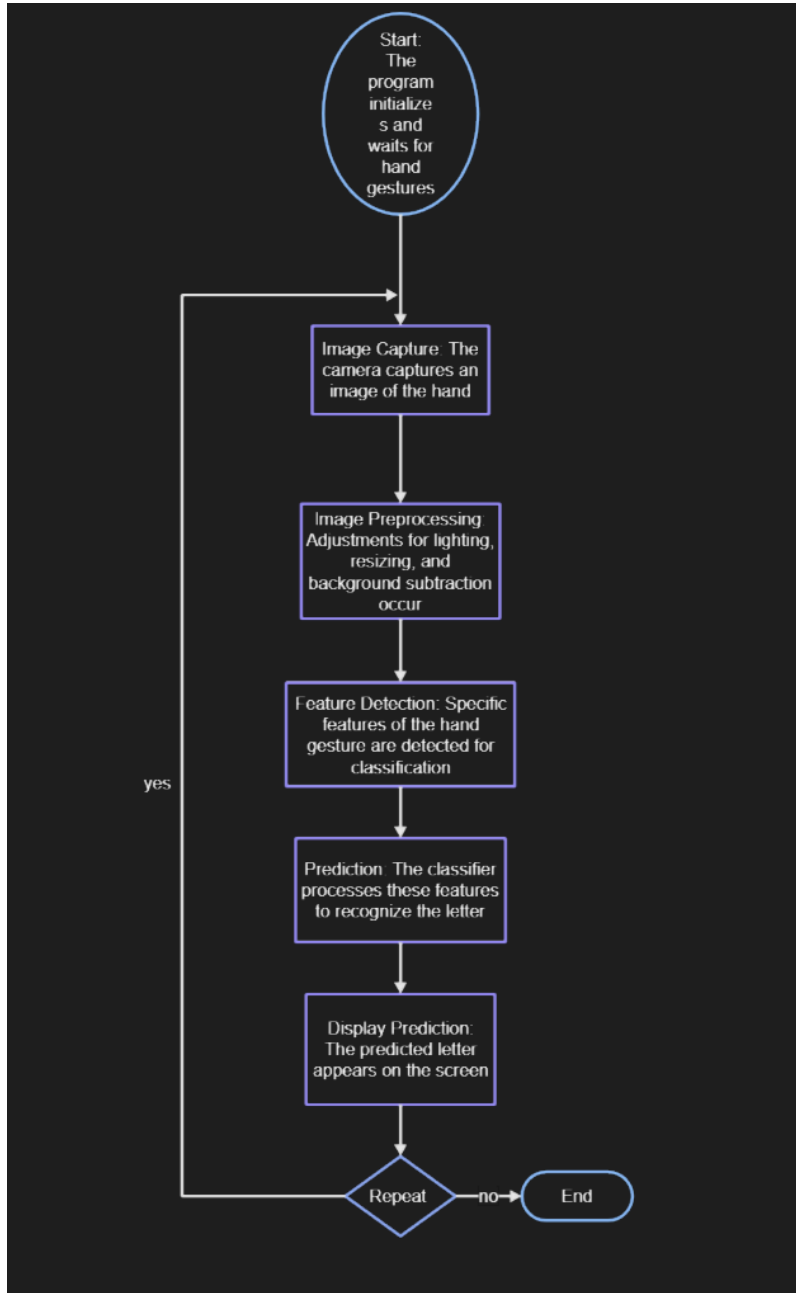 Start:
The
program
initialize
s and
waits for
hand
gestures
Image Capture: The
camera captures an
image of the hand
Image Preprocessing:
Adjustments for lighting,
resizing, and
background subtraction
occur
Feature Detection: Specific
features of the hand
gesture are detected for
classification
yes
Prediction: The classifier
processes these features
to recognize the letter
Display Prediction:
The predicted letter
appears on the screen
Repeat
no
End